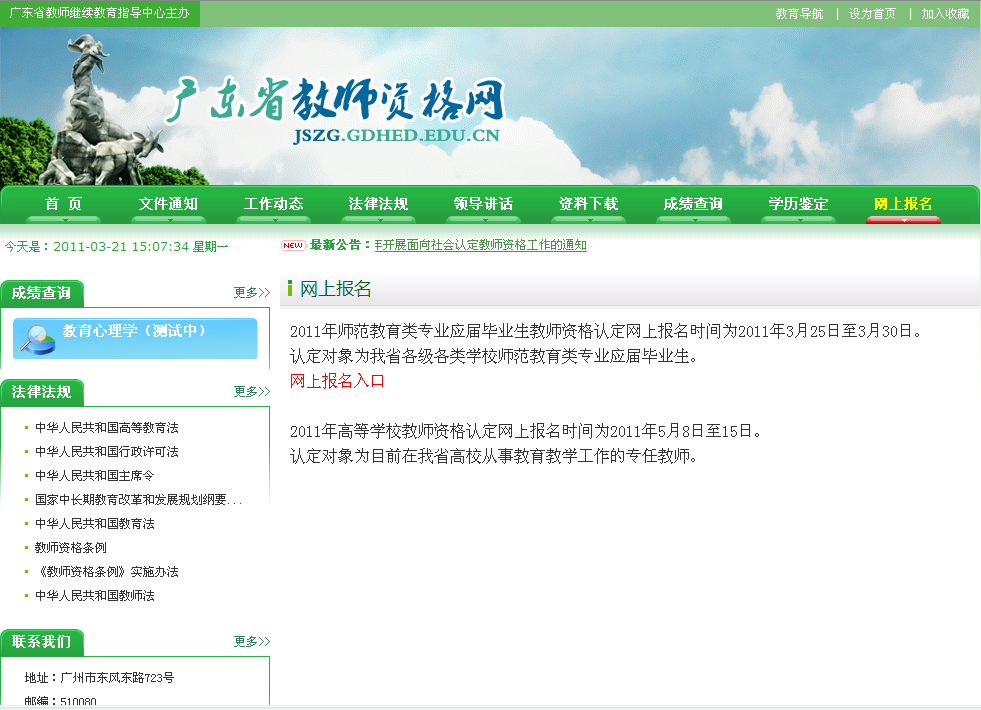 广东省教师继续教育指导中心主办
教育导航 | 设为首页 | 加入收藏
广东省教师资格网
JSZG.GDHED.EDU.CN
首 页 文件通知 工作动态 法律法规 领导讲话 资料下载 成绩查询 学历鉴定 网上报名
今天是：2011-03-21 15:07:34 星期一
NEW 最新公告： 开展面向社会认定教师资格工作的通知
成绩查询 更多>>
教育心理学（测试中）
法律法规 更多>>
中华人民共和国高等教育法
中华人民共和国行政许可法
中华人民共和国主席令
国家中长期教育改革和发展规划纲要...
中华人民共和国教育法
教师资格条例
《教师资格条例》实施办法
中华人民共和国教师法
联系我们 更多>>
地址：广州市东风东路723号
邮编：510080
网上报名
2011年师范教育类专业应届毕业生教师资格认定网上报名时间为2011年3月25日至3月30日。
认定对象为我省各级各类学校师范教育类专业应届毕业生。
网上报名入口
2011年高等学校教师资格认定网上报名时间为2011年5月8日至15日。
认定对象为目前在我省高校从事教育教学工作的专任教师。